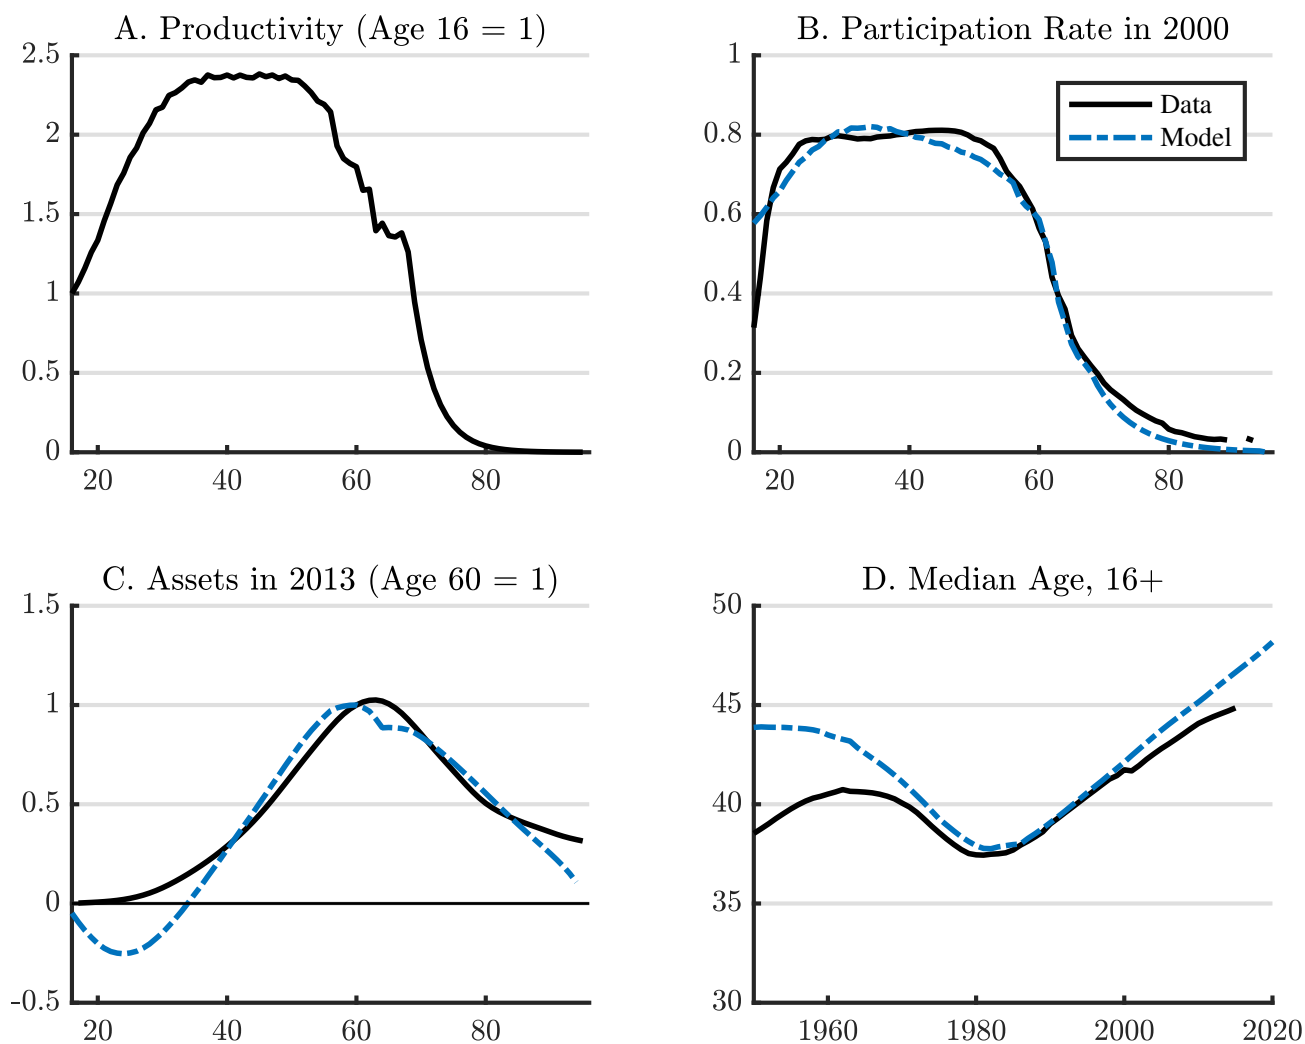 A. Productivity (Age 16 = 1)
2.5
2
1.5
1
0.5
0
20 40 60 80
B. Participation Rate in 2000
1
0.8
0.6
0.4
0.2
0
20 40 60 80
Data
Model
C. Assets in 2013 (Age 60 = 1)
1.5
1
0.5
0
-0.5
20 40 60 80
D. Median Age, 16+
50
45
40
35
30
1960 1980 2000 2020